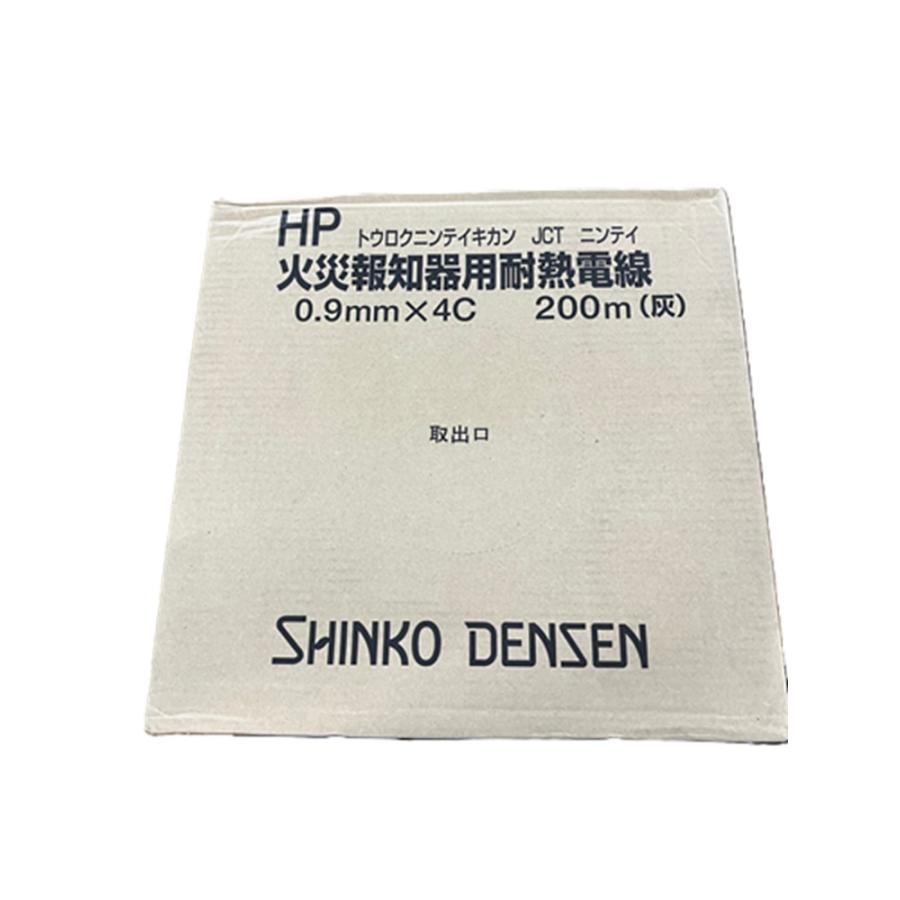 HP トウロクニンテイキカン JCT ニンテイ
火災報知器用耐熱電線
0.9mm×4C 200m(灰)
取出口
SHINKO DENSEN